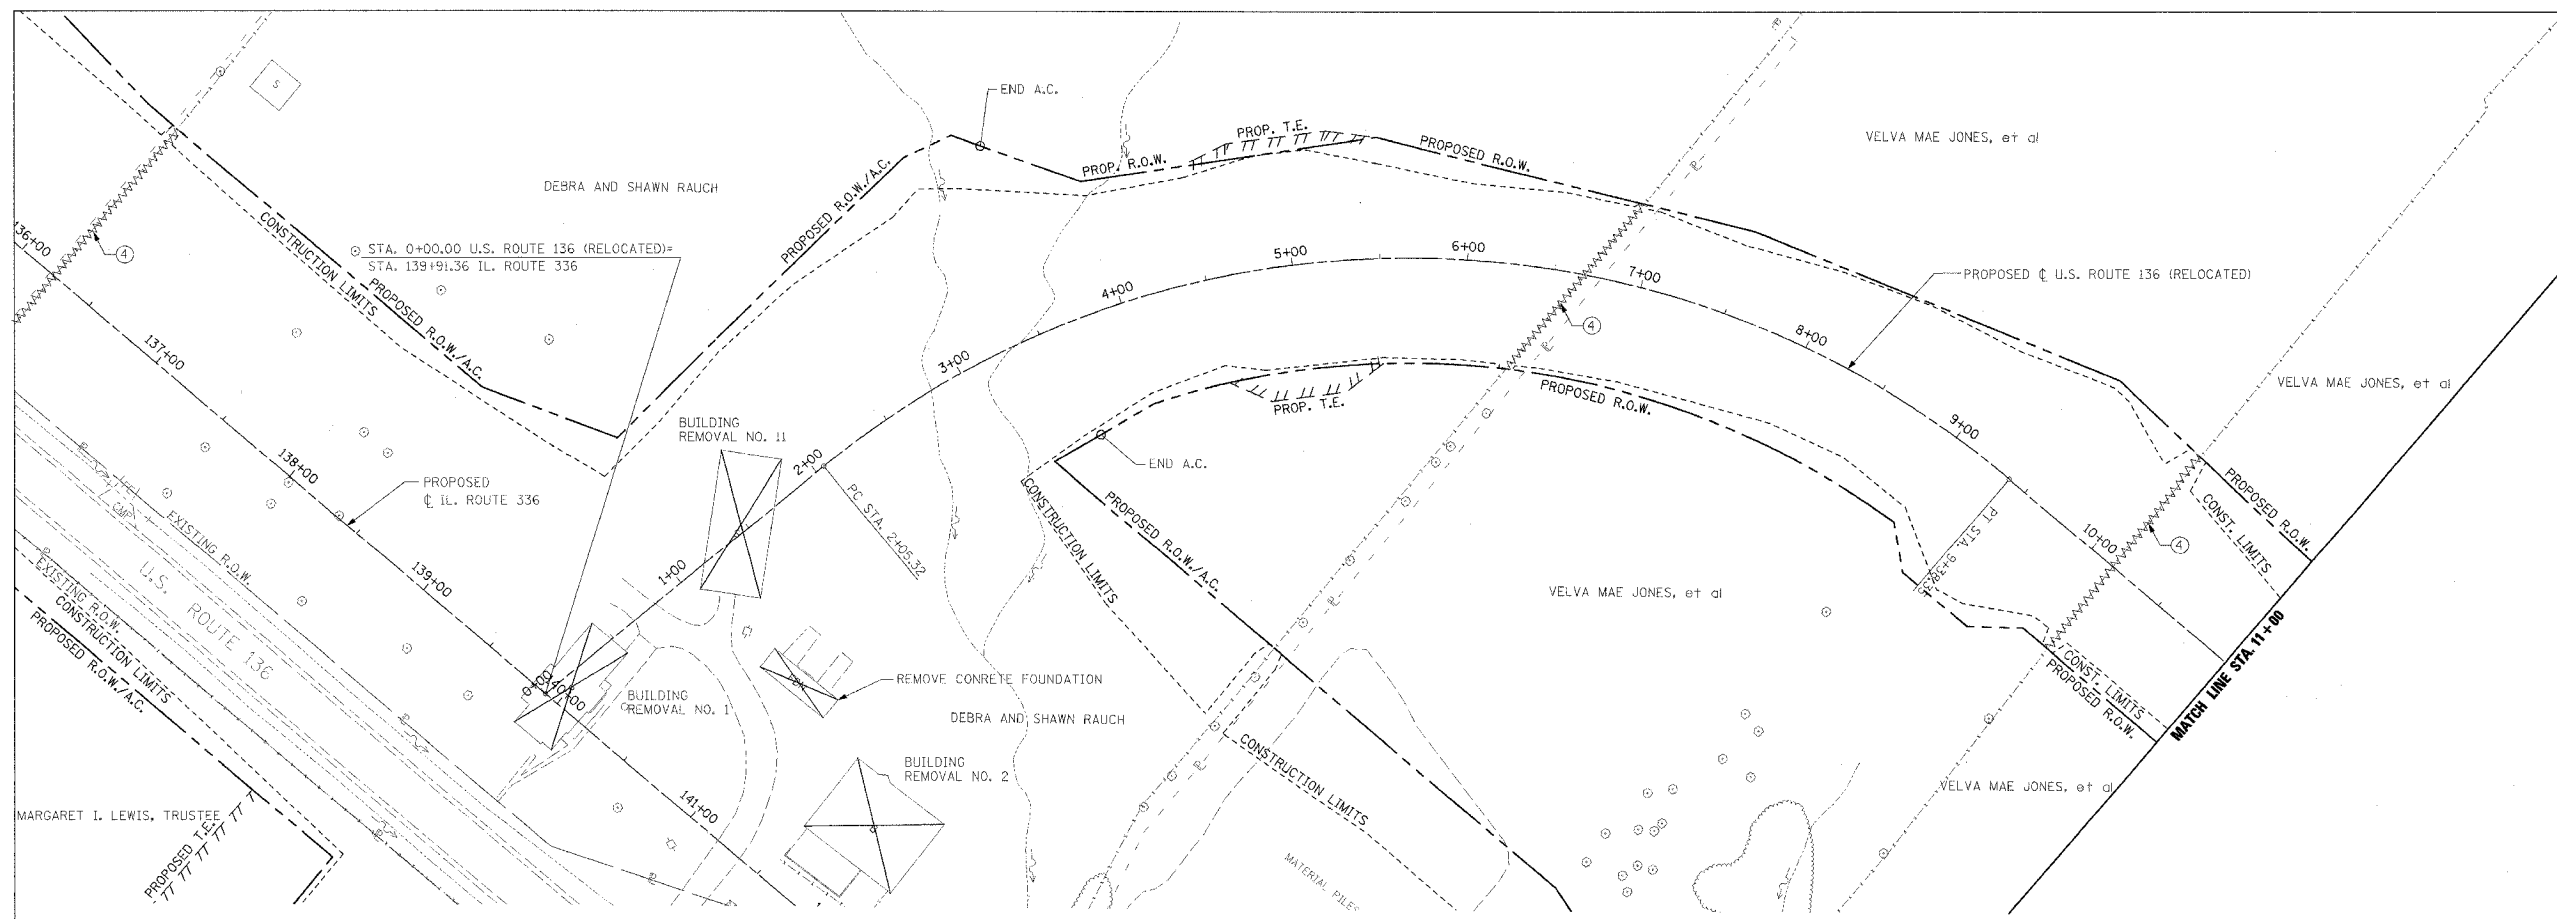 S
END A.C.
PROP. T.E.
PROP. R.O.W.
PROPOSED R.O.W.
VELVA MAE JONES, et al
DEBRA AND SHAWN RAUCH
PROPOSED R.O.W./A.C.
136+00
4
CONSTRUCTION LIMITS
PROPOSED R.O.W./A.C.
STA. 0+00.00 U.S. ROUTE 136 (RELOCATED)=
STA. 139+91.36 IL. ROUTE 336
5+00
6+00
7+00
4+00
PROPOSED ℄ U.S. ROUTE 136 (RELOCATED)
4
8+00
137+00
3+00
PROP. T.E.
PROPOSED R.O.W.
VELVA MAE JONES, et al
9+00
BUILDING
REMOVAL NO. 11
2+00
END A.C.
138+00
PROPOSED
℄ IL. ROUTE 336
PC STA. 2+05.32
CONSTRUCTION LIMITS
PROPOSED R.O.W./A.C.
PROPOSED R.O.W.
CONST. LIMITS
PT STA. 9+38.35
10+00
4
CMP
EXISTING R.O.W.
U.S. ROUTE 136
139+00
1+00
EXISTING R.O.W.
CONSTRUCTION LIMITS
PROPOSED R.O.W./A.C.
VELVA MAE JONES, et al
MATCH LINE STA. 11+00
CONST. LIMITS
PROPOSED R.O.W.
0+00
140+00
BUILDING
REMOVAL NO. 1
REMOVE CONRETE FOUNDATION
DEBRA AND SHAWN RAUCH
CONSTRUCTION LIMITS
BUILDING
REMOVAL NO. 2
141+00
VELVA MAE JONES, et al
MARGARET I. LEWIS, TRUSTEE
PROPOSED T.E.
MATERIAL PILES